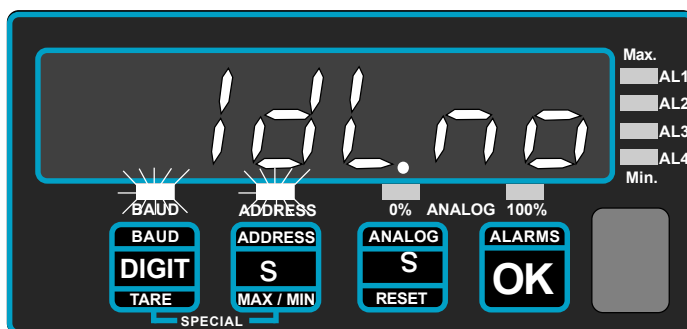 Max.
1dL.no
AL1
AL2
AL3
AL4
Min.
BAUD ADDRESS 0% ANALOG 100%
BAUD ADDRESS ANALOG ALARMS
DIGIT S S OK
TARE MAX / MIN RESET
SPECIAL